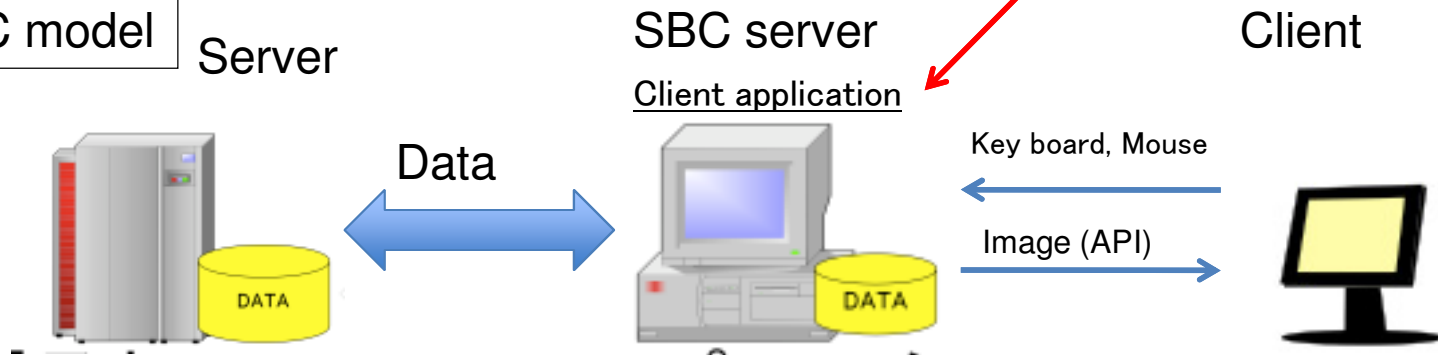 C model
Server
SBC server
Client
Client application
Data
Key board, Mouse
Image (API)
DATA
DATA